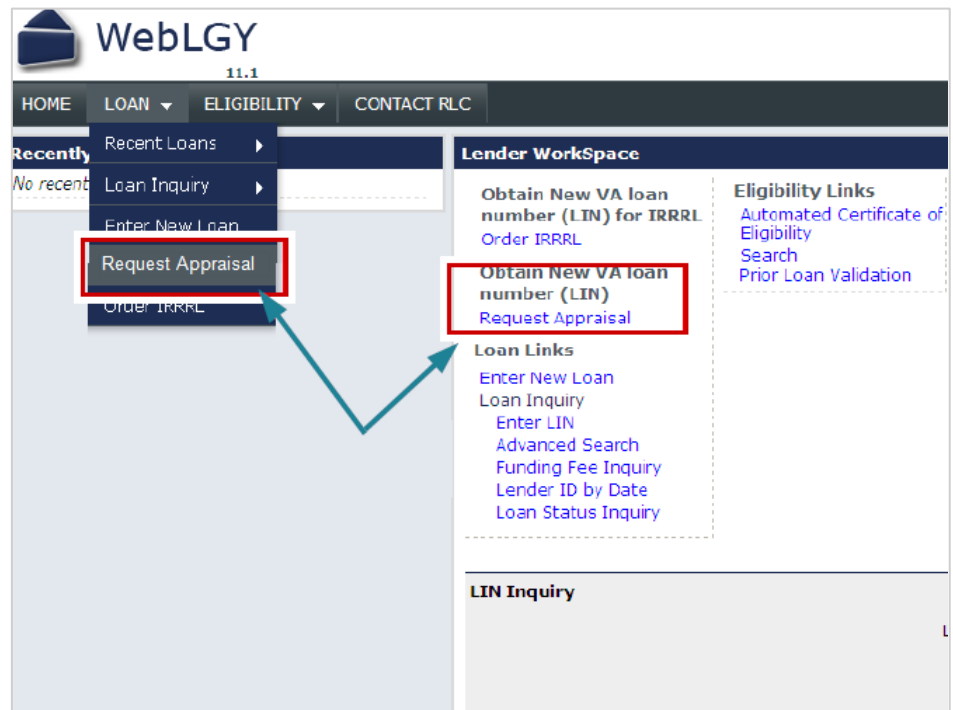 WebLGY
11.1
HOME LOAN ELIGIBILITY CONTACT RLC
Recently
No recent
Recent Loans
Loan Inquiry
Enter New Loan
Request Appraisal
Order IRRRL
Lender WorkSpace
Obtain New VA loan
number (LIN) for IRRRL
Order IRRRL
Obtain New VA loan
number (LIN)
Request Appraisal
Loan Links
Enter New Loan
Loan Inquiry
Enter LIN
Advanced Search
Funding Fee Inquiry
Lender ID by Date
Loan Status Inquiry
Eligibility Links
Automated Certificate of
Eligibility
Search
Prior Loan Validation
LIN Inquiry
L